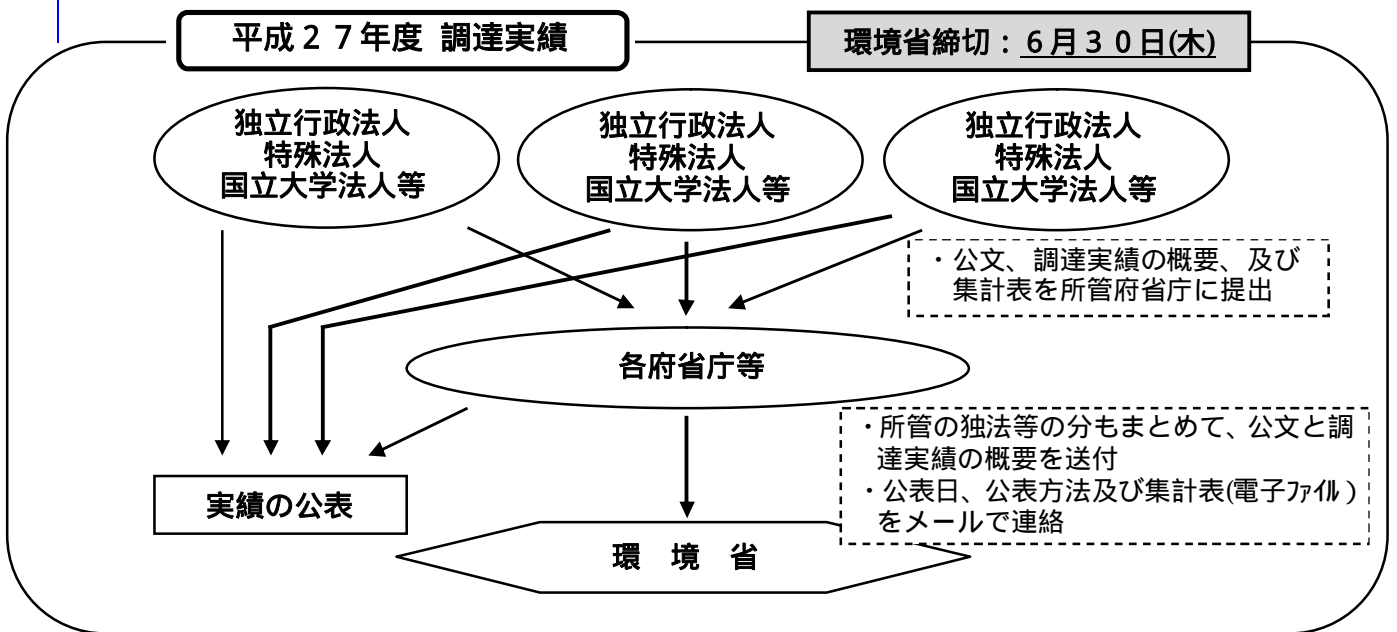 平成２７年度 調達実績
環境省締切：６月３０日(木)
独立行政法人
特殊法人
国立大学法人等
独立行政法人
特殊法人
国立大学法人等
独立行政法人
特殊法人
国立大学法人等
・公文、調達実績の概要、及び
集計表を所管府省庁に提出
各府省庁等
・所管の独法等の分もまとめて、公文と調
達実績の概要を送付
・公表日、公表方法及び集計表(電子ﾌｧｲﾙ）
をメールで連絡
実績の公表
環　境　省